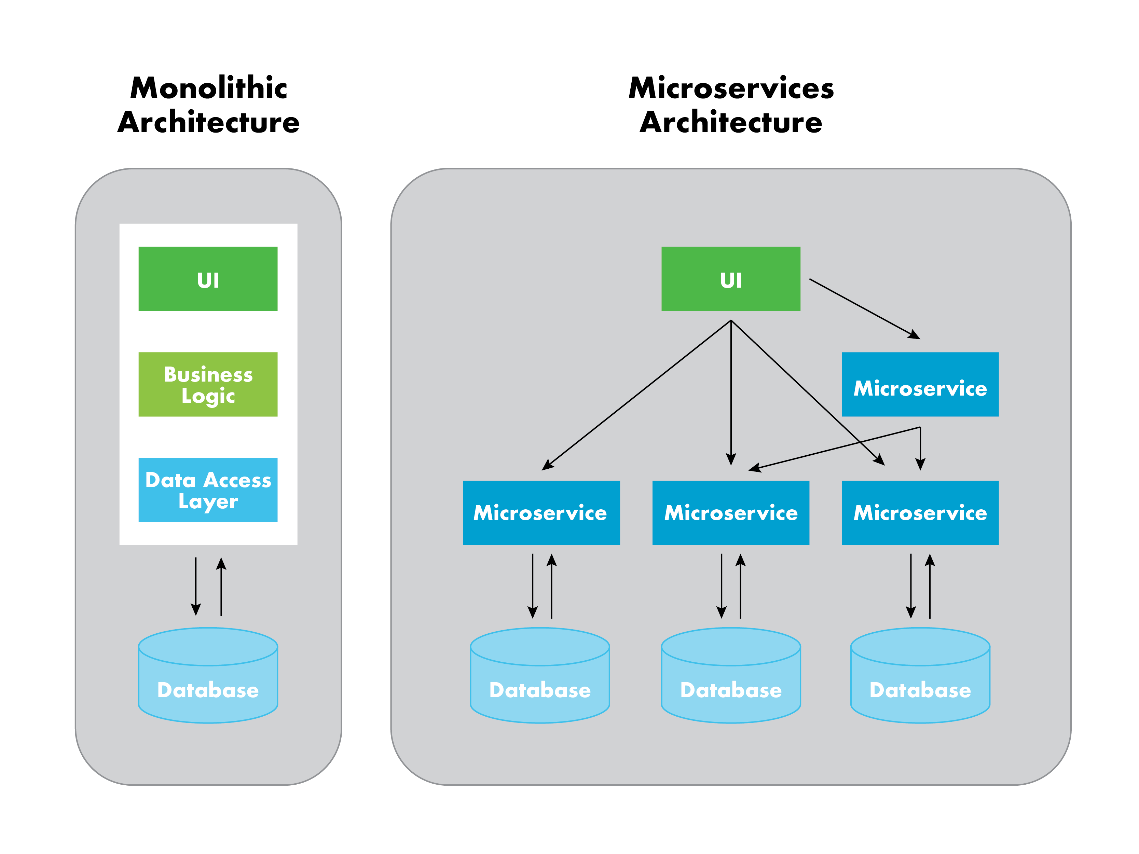 Monolithic
Architecture
UI
Business
Logic
Data Access
Layer
Database
Microservices
Architecture
UI
Microservice
Microservice
Microservice
Microservice
Database
Database
Database